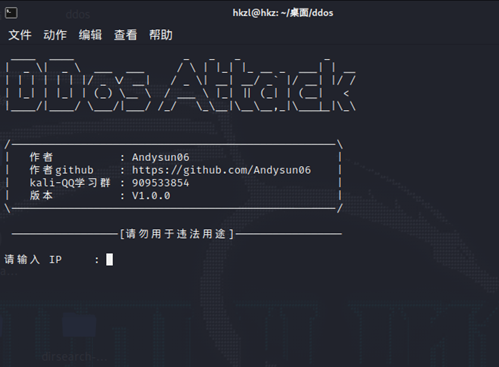 hkzl@hkz: ~/桌面/ddos
文件 动作 编辑 查看 帮助
DDos Attack
作者 : Andysun06
作者github : https://github.com/Andysun06
kali-QQ学习群 : 909533854
版本 : V1.0.0
[请勿用于违法用途]
请输入 IP :